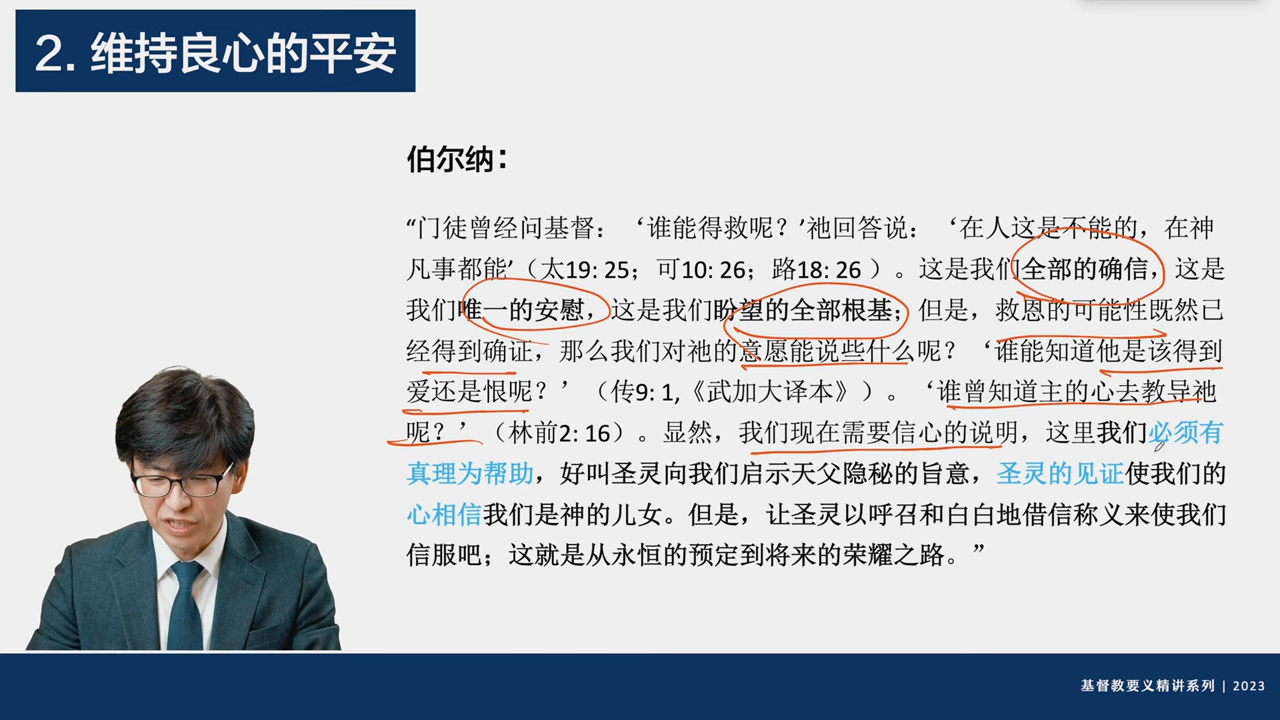 2. 维持良心的平安
伯尔纳：
“门徒曾经问基督：‘谁能得救呢？’祂回答说：‘在人这是不能的，在神
凡事都能’（太19: 25；可10: 26；路18: 26 ）。这是我们全部的确信，这是
我们唯一的安慰，这是我们盼望的全部根基；但是，救恩的可能性既然已
经得到确证，那么我们对祂的意愿能说些什么呢？‘谁能知道他是该得到
爱还是恨呢？’（传9: 1,《武加大译本》）。‘谁曾知道主的心去教导祂
呢？’（林前2: 16）。显然，我们现在需要信心的说明，这里我们必须有
真理为帮助，好叫圣灵向我们启示天父隐秘的旨意，圣灵的见证使我们的
心相信我们是神的儿女。但是，让圣灵以呼召和白白地借信称义来使我们
信服吧；这就是从永恒的预定到将来的荣耀之路。”
基督教要义精讲系列 | 2023